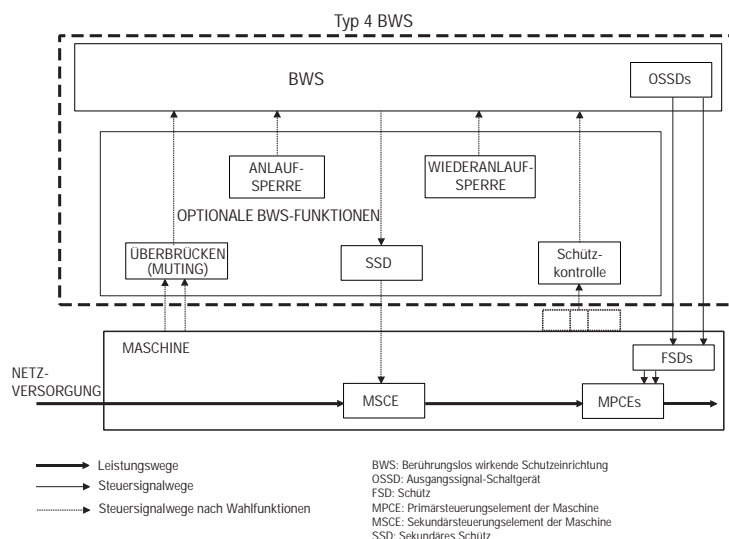 Typ 4 BWS
BWS
OSSDs
ANLAUF-
SPERRE
WIEDERANLAUF-
SPERRE
OPTIONALE BWS-FUNKTIONEN
ÜBERBRÜCKEN
(MUTING)
SSD
Schütz-
kontrolle
MASCHINE
FSDs
NETZ-
VERSORGUNG
MSCE
MPCEs
Leistungswege
Steuersignalwege
Steuersignalwege nach Wahlfunktionen
BWS: Berührungslos wirkende Schutzeinrichtung
OSSD: Ausgangssignal-Schaltgerät
FSD: Schütz
MPCE: Primärsteuerungselement der Maschine
MSCE: Sekundärsteuerungselement der Maschine
SSD: Sekundäres Schütz